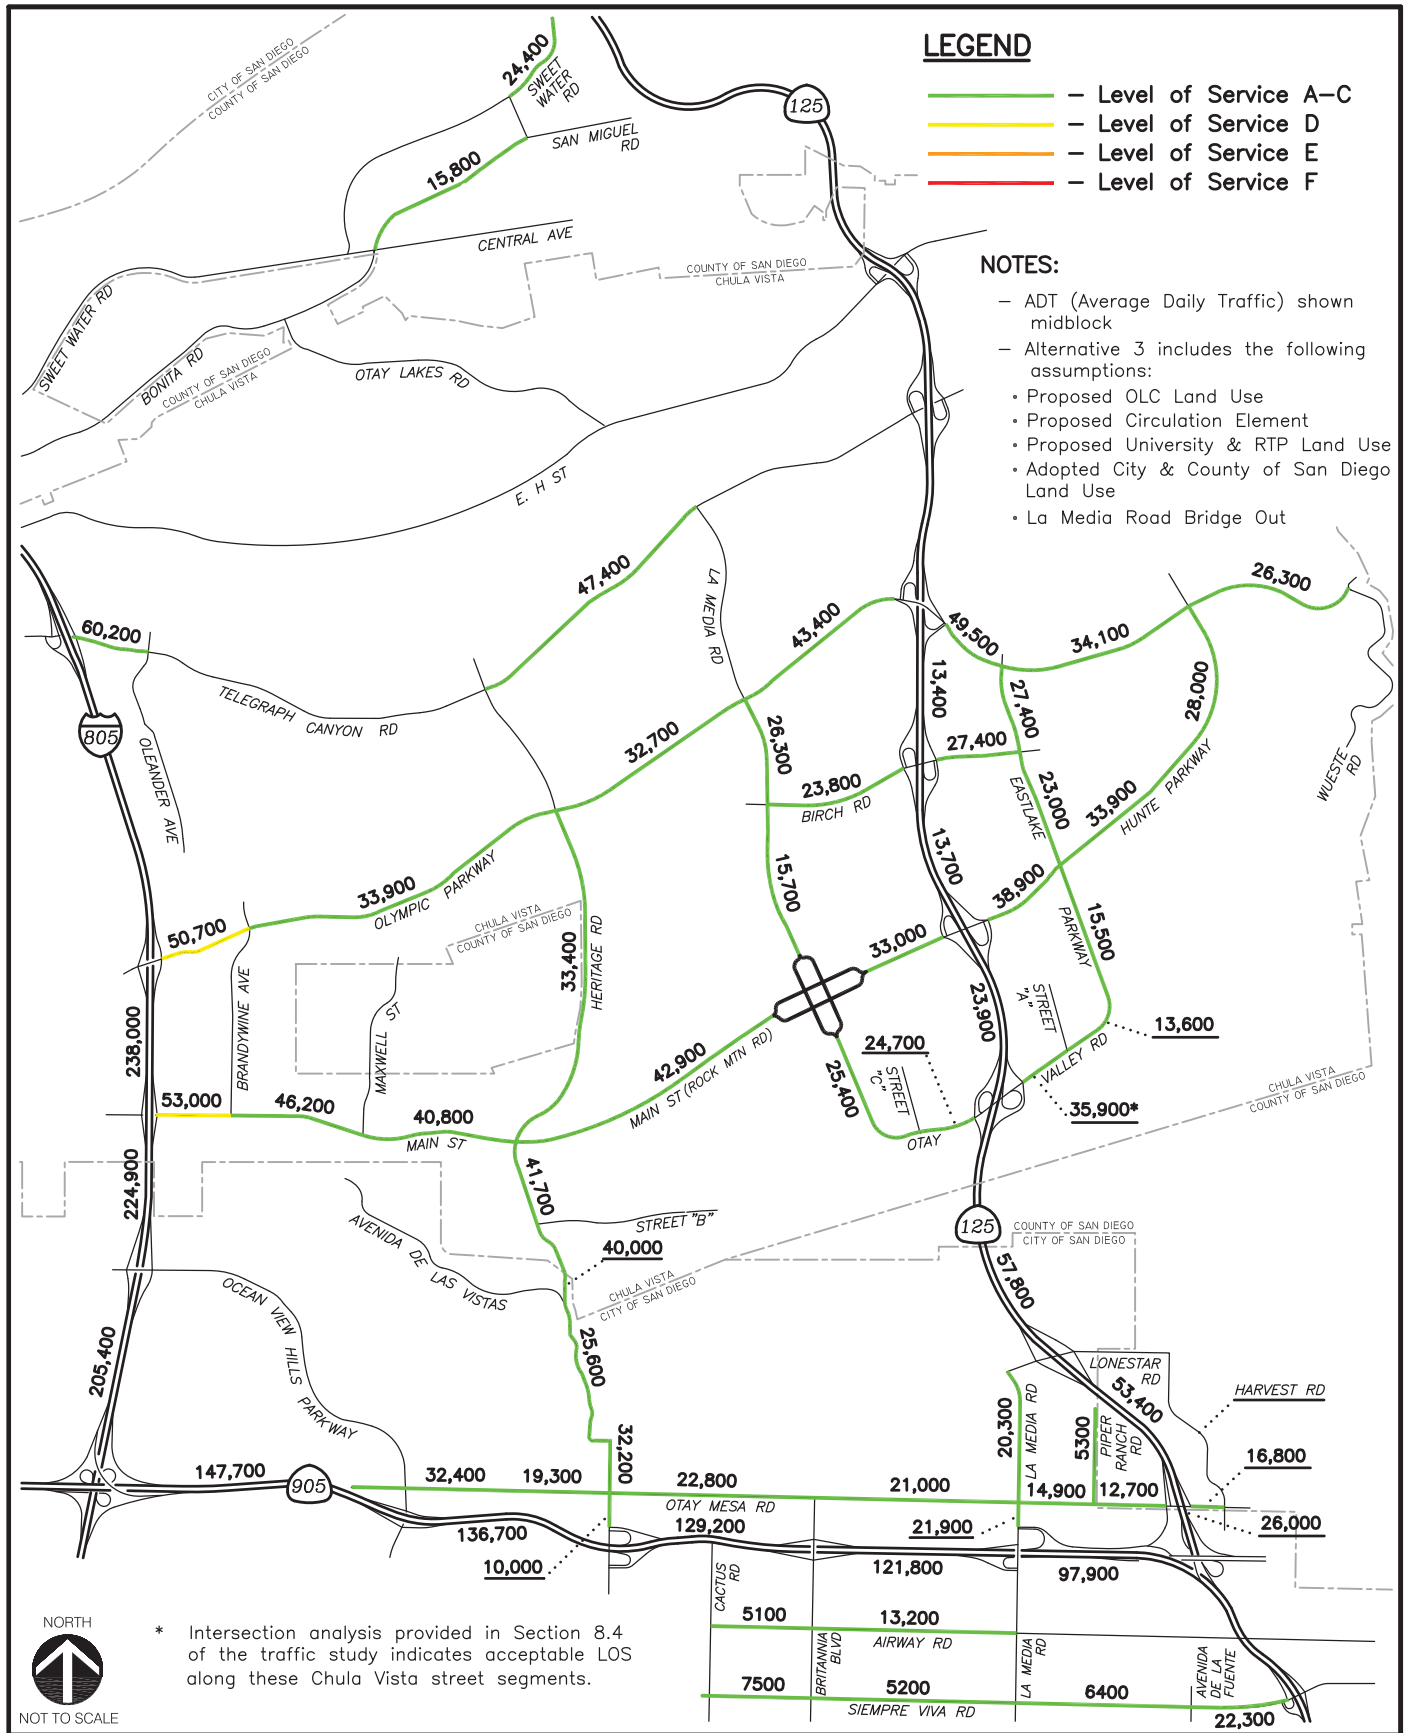 LEGEND
— Level of Service A-C
— Level of Service D
— Level of Service E
— Level of Service F
NOTES:
— ADT (Average Daily Traffic) shown
midblock
— Alternative 3 includes the following
assumptions:
• Proposed OLC Land Use
• Proposed Circulation Element
• Proposed University & RTP Land Use
• Adopted City & County of San Diego
Land Use
• La Media Road Bridge Out
CITY OF SAN DIEGO
COUNTY OF SAN DIEGO
24,400
SWEET
WATER
RD
125
SAN MIGUEL
RD
15,800
CENTRAL AVE
COUNTY OF SAN DIEGO
CHULA VISTA
SWEET WATER RD
BONITA RD
COUNTY OF SAN DIEGO
CHULA VISTA
OTAY LAKES RD
E. H ST
47,400
LA MEDIA RD
43,400
49,500
34,100
26,300
60,200
TELEGRAPH
CANYON RD
805
OLEANDER AVE
13,400
27,400
28,000
32,700
26,300
27,400
23,800
BIRCH RD
EASTLAKE
23,000
33,900
HUNTE PARKWAY
WUESTE
RD
13,700
38,900
33,900
OLYMPIC PARKWAY
15,700
50,700
CHULA VISTA
COUNTY OF SAN DIEGO
33,400
HERITAGE RD
33,000
PARKWAY
15,500
BRANDYWINE AVE
MAXWELL ST
238,000
23,900
STREET
"A"
13,600
24,700
VALLEY RD
42,900
MAIN ST (ROCK MTN RD)
25,400
STREET
"C"
OTAY
35,900*
CHULA VISTA
COUNTY OF SAN DIEGO
53,000
46,200
40,800
MAIN ST
224,900
41,700
STREET "B"
40,000
AVENIDA DE LAS VISTAS
CHULA VISTA
CITY OF SAN DIEGO
125
COUNTY OF SAN DIEGO
CITY OF SAN DIEGO
57,800
OCEAN VIEW HILLS PARKWAY
205,400
25,600
LONESTAR
RD
53,400
HARVEST RD
20,300
LA MEDIA RD
5300
PIPER
RANCH
RD
32,200
16,800
147,700
905
32,400
19,300
22,800
OTAY MESA RD
21,000
14,900
12,700
136,700
129,200
21,900
26,000
10,000
121,800
97,900
CACTUS
RD
5100
13,200
AIRWAY RD
BRITANNIA
BLVD
LA MEDIA
RD
AVENIDA
DE LA
FUENTE
7500
5200
SIEMPRE VIVA RD
6400
22,300
NORTH
NOT TO SCALE
* Intersection analysis provided in Section 8.4
of the traffic study indicates acceptable LOS
along these Chula Vista street segments.